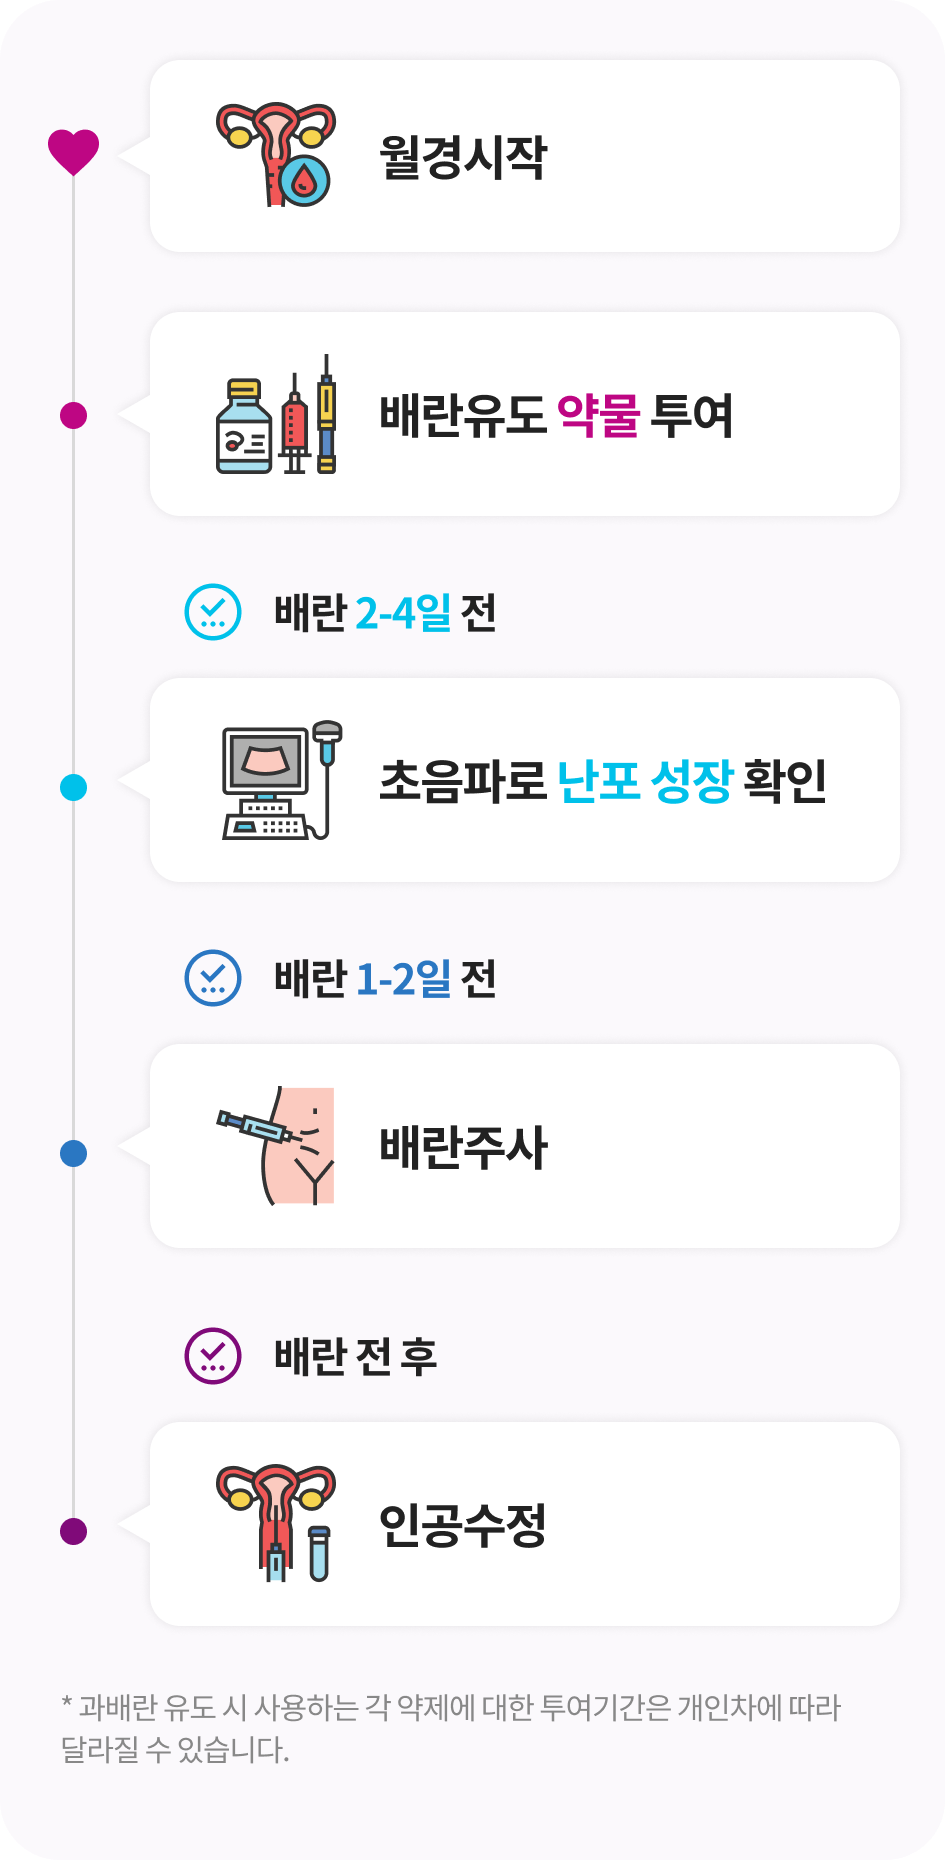 월경시작
배란유도 약물 투여
배란 2-4일 전
초음파로 난포 성장 확인
배란 1-2일 전
배란주사
배란 전 후
인공수정
* 과배란 유도 시 사용하는 각 약제에 대한 투여기간은 개인차에 따라
달라질 수 있습니다.